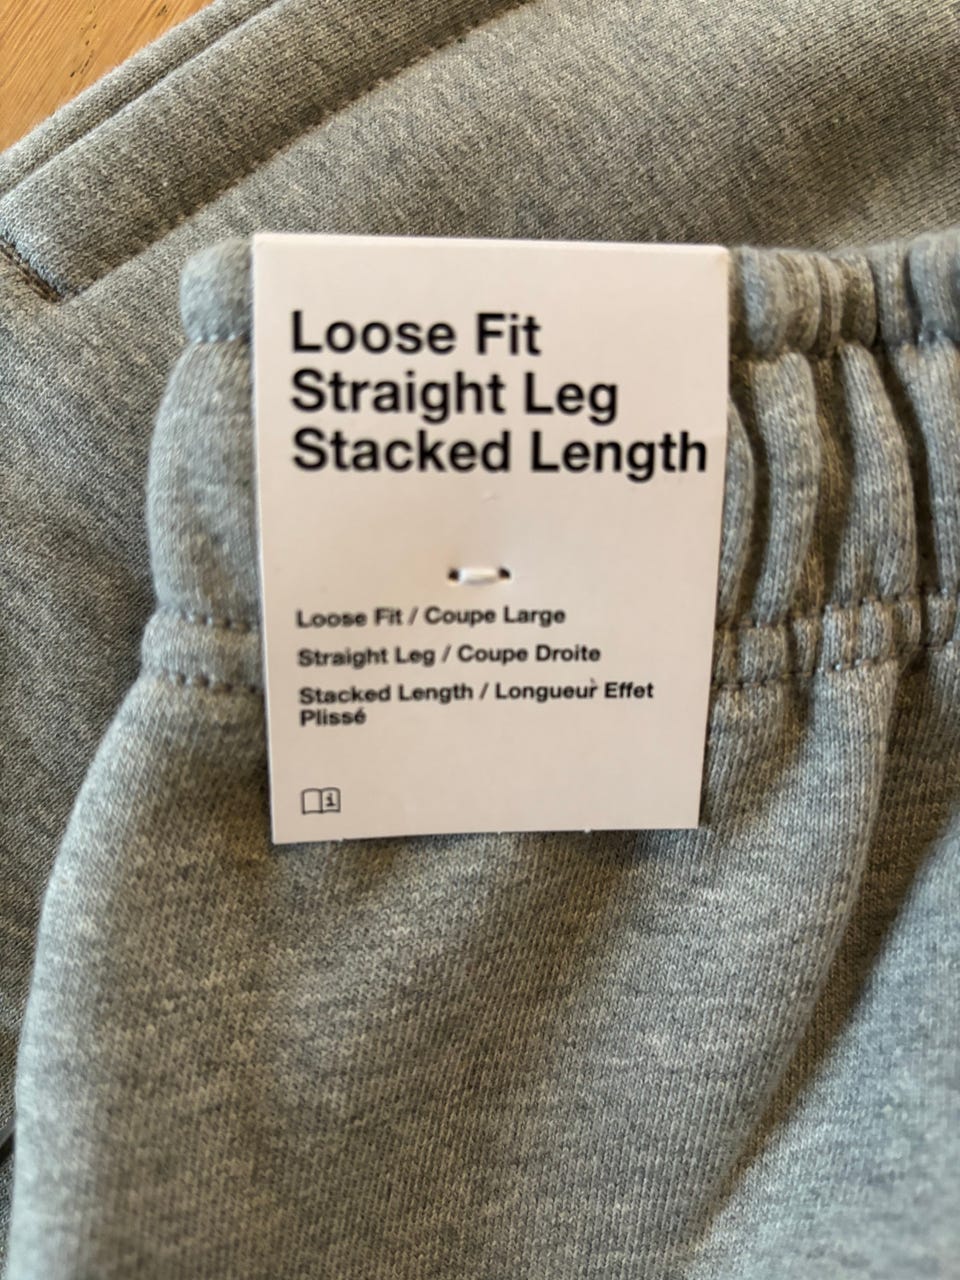 Loose Fit
Straight Leg
Stacked Length
Loose Fit / Coupe Large
Straight Leg / Coupe Droite
Stacked Length / Longueur Effet
Plissé
i